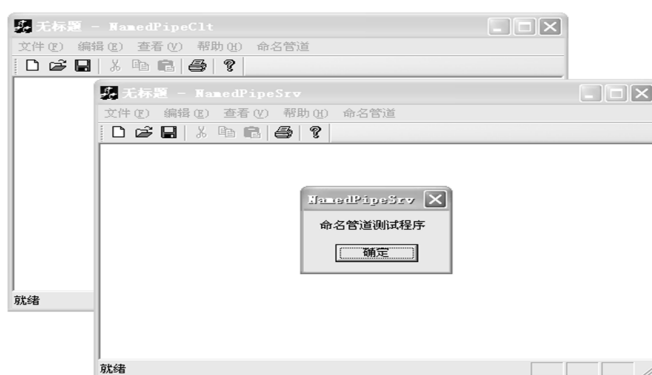 无标题 - NamedPipeClt
文件(F) 编辑(E) 查看(V) 帮助(H) 命名管道
无标题 - NamedPipeSrv
文件(F) 编辑(E) 查看(V) 帮助(H) 命名管道
NamedPipeSrv
命名管道测试程序
确定
就绪
就绪